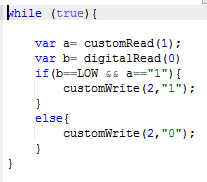 while (true){
var a= customRead(1);
var b= digitalRead(0)
if(b==LOW && a=="1"){
customWrite(2,"1");
}
else{
customWrite(2,"0");
}
}